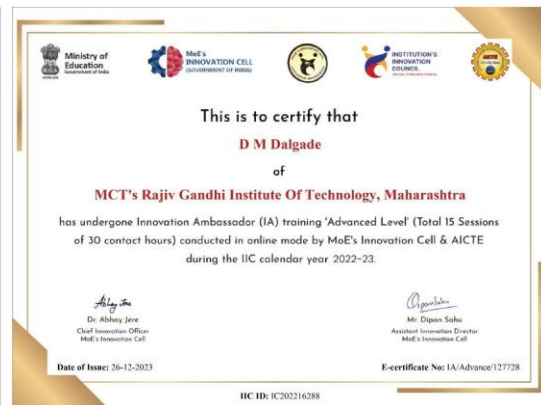 Ministry of
Education
Government of India
MoE's
INNOVATION CELL
(GOVERNMENT OF INDIA)
INSTITUTION'S
INNOVATION
COUNCIL
AICTE
This is to certify that
D M Dalgade
of
MCT's Rajiv Gandhi Institute Of Technology, Maharashtra
has undergone Innovation Ambassador (IA) training 'Advanced Level' (Total 15 Sessions
of 30 contact hours) conducted in online mode by MoE's Innovation Cell & AICTE
during the IIC calendar year 2022-23.
Abhay Jere
Dr. Abhay Jere
Chief Innovation Officer
MoE's Innovation Cell
Mr. Dipan Sahu
Assistant Innovation Director
MoE's Innovation Cell
Date of Issue: 26-12-2023
E-certificate No: IA/Advance/127728
IIC ID: IC202216288